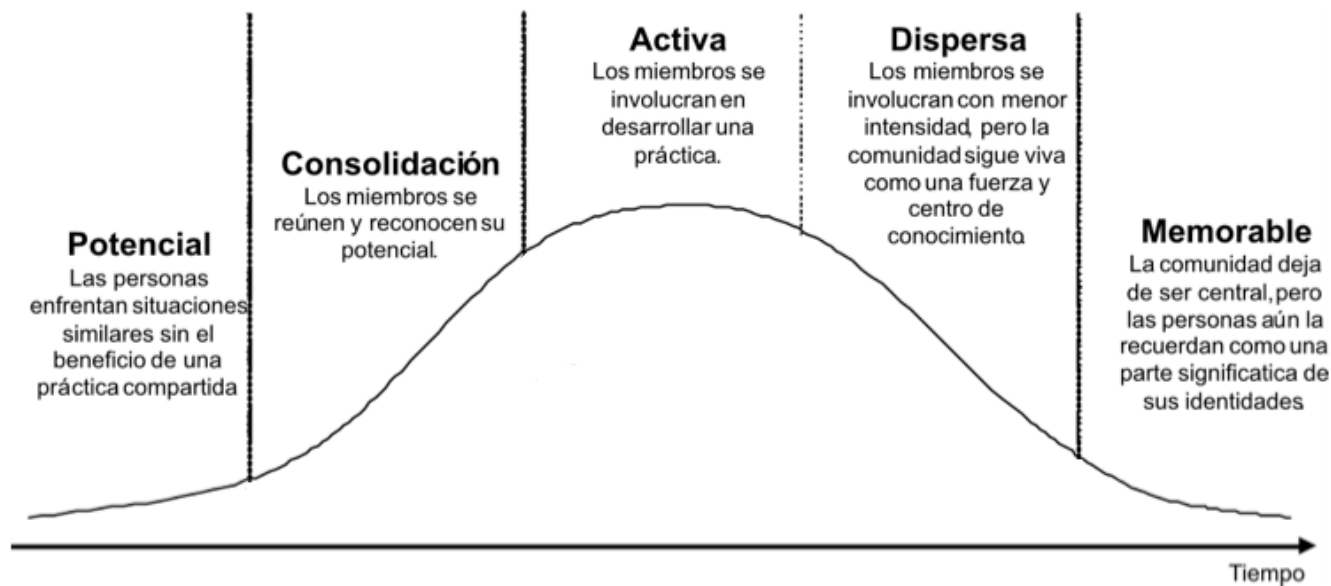 Potencial
Las personas
enfrentan situaciones
similares sin el
beneficio de una
práctica compartida
Consolidación
Los miembros se
reúnen y reconocen su
potencial.
Activa
Los miembros se
involucran en
desarrollar una
práctica.
Dispersa
Los miembros se
involucran con menor
intensidad, pero la
comunidad sigue viva
como una fuerza y
centro de
conocimiento.
Memorable
La comunidad deja
de ser central, pero
las personas aún la
recuerdan como una
parte significatica de
sus identidades.
Tiempo